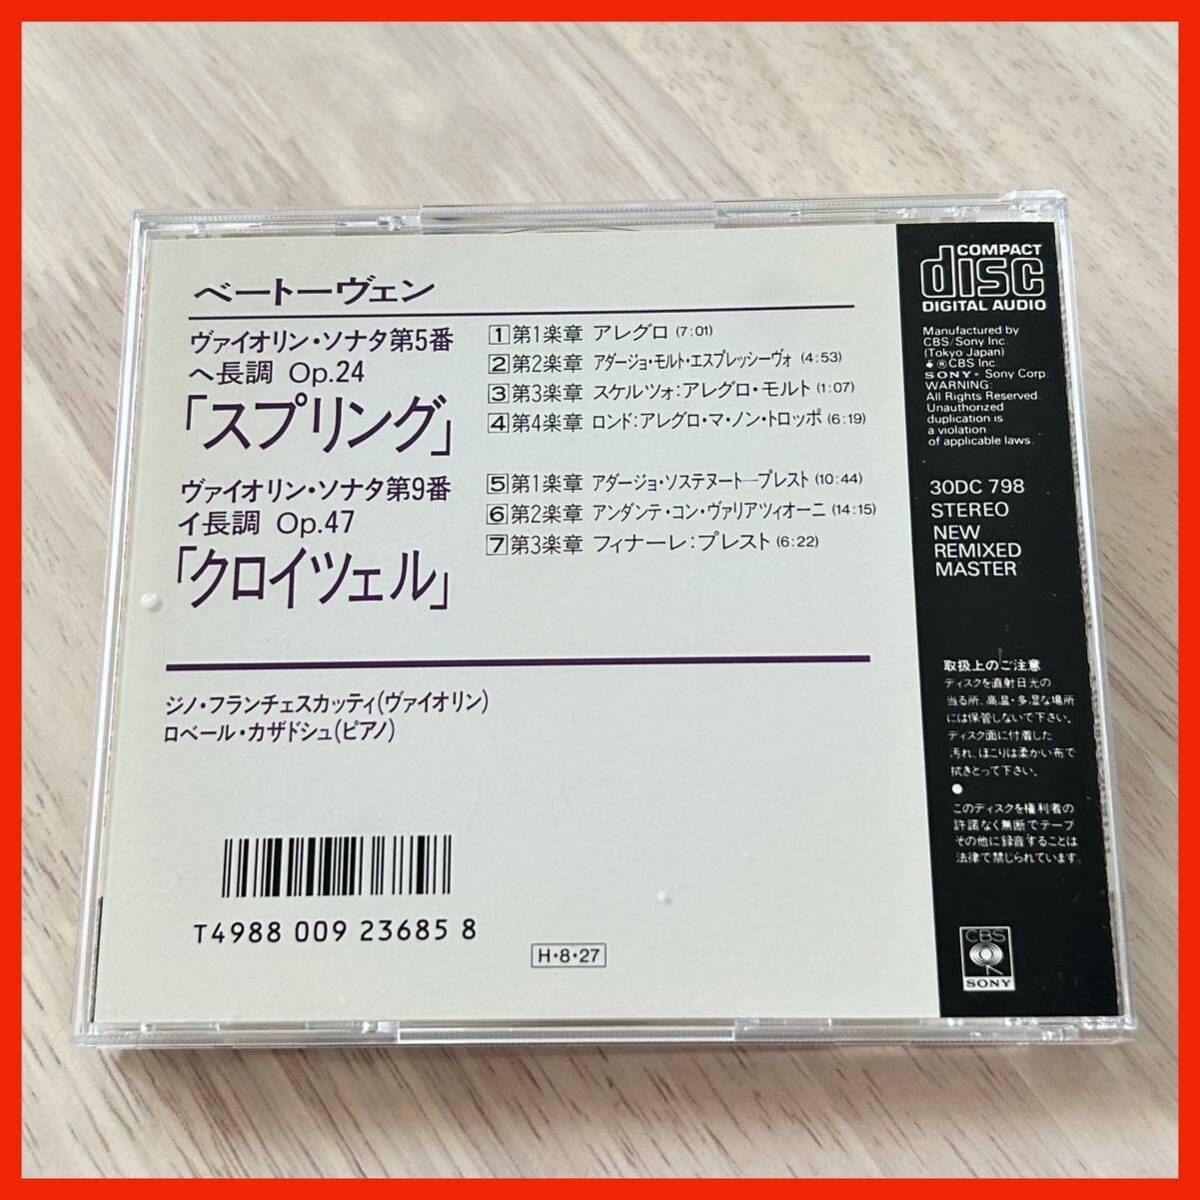 ベートーヴェン
ヴァイオリン・ソナタ第5番
ヘ長調 Op.24
「スプリング」
1 第1楽章 アレグロ (7:01)
2 第2楽章 アダージョ・モルト・エスプレッシーヴォ (4:53)
3 第3楽章 スケルツォ:アレグロ・モルト (1:07)
4 第4楽章 ロンド:アレグロ・マ・ノン・トロッポ (6:19)
ヴァイオリン・ソナタ第9番
イ長調 Op.47
「クロイツェル」
5 第1楽章 アダージョ・ソステヌートープレスト (10:44)
6 第2楽章 アンダンテ・コン・ヴァリアツィオーニ (14:15)
7 第3楽章 フィナーレ:プレスト (6:22)
ジノ・フランチェスカッティ(ヴァイオリン)
ロベール・カザドシュ(ピアノ)
T4988 009 23685 8
H・8・27
COMPACT
disc
DIGITAL AUDIO
Manufactured by
CBS/Sony Inc.
(Tokyo Japan)
℗ⓇCBS Inc.
SONY® Sony Corp.
WARNING:
All Rights Reserved.
Unauthorized
duplication is
a violation
of applicable laws.
30DC 798
STEREO
NEW
REMIXED
MASTER
取扱上のご注意
ディスクを直射日光の
当る所、高温・多湿な場所
には保管しないで下さい。
ディスク面に付着した
汚れ、ほこりは柔かい布で
拭きとって下さい。
●
このディスクを権利者の
許諾なく無断でテープ
その他に録音することは
法律で禁じられています。
CBS
SONY